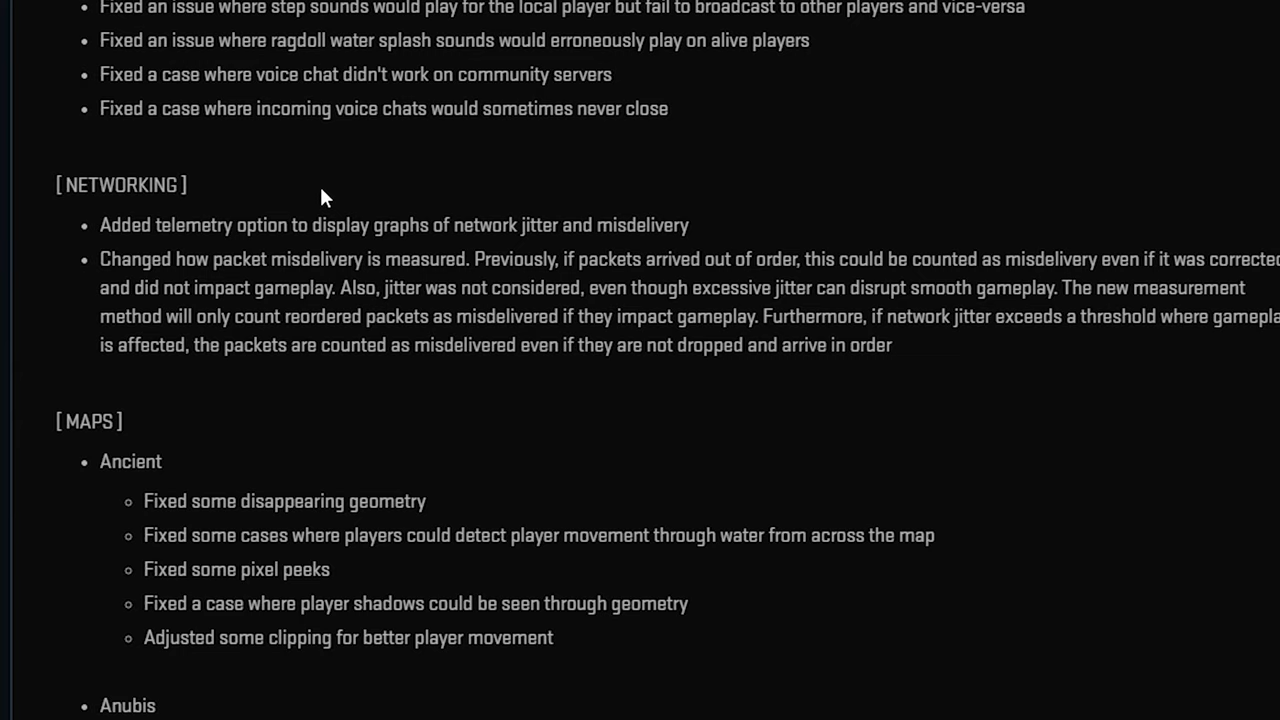 • Fixed an issue where step sounds would play for the local player but fail to broadcast to other players and vice-versa
• Fixed an issue where ragdoll water splash sounds would erroneously play on alive players
• Fixed a case where voice chat didn't work on community servers
• Fixed a case where incoming voice chats would sometimes never close
[ NETWORKING ]
• Added telemetry option to display graphs of network jitter and misdelivery
• Changed how packet misdelivery is measured. Previously, if packets arrived out of order, this could be counted as misdelivery even if it was corrected
and did not impact gameplay. Also, jitter was not considered, even though excessive jitter can disrupt smooth gameplay. The new measurement
method will only count reordered packets as misdelivered if they impact gameplay. Furthermore, if network jitter exceeds a threshold where gamepla
is affected, the packets are counted as misdelivered even if they are not dropped and arrive in order
[ MAPS ]
• Ancient
◦ Fixed some disappearing geometry
◦ Fixed some cases where players could detect player movement through water from across the map
◦ Fixed some pixel peeks
◦ Fixed a case where player shadows could be seen through geometry
◦ Adjusted some clipping for better player movement
• Anubis